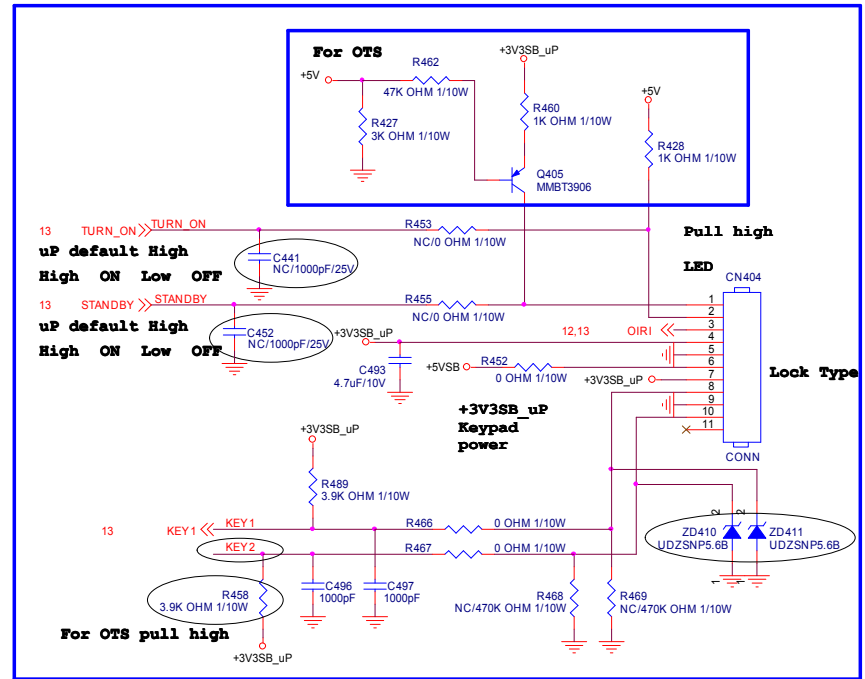 For OTS
+3V3SB_uP
R462
+5V
47K OHM 1/10W
R460
1K OHM 1/10W
+5V
R427
3K OHM 1/10W
R428
1K OHM 1/10W
Q405
MMBT3906
13 TURN_ON TURN_ON
R453
NC/0 OHM 1/10W
Pull high
uP default High
High ON Low OFF
C441
NC/1000pF/25V
LED
CN404
13 STANDBY STANDBY
R455
NC/0 OHM 1/10W
uP default High
High ON Low OFF
C452
NC/1000pF/25V
12,13 OIRI
1
2
3
4
5
6
7
8
9
10
11
+3V3SB_uP
C493
4.7uF/10V
+5VSB
R452
0 OHM 1/10W
+3V3SB_uP
Lock Type
+3V3SB_uP
Keypad
power
CONN
+3V3SB_uP
R489
3.9K OHM 1/10W
13 KEY1 KEY1
R466
0 OHM 1/10W
KEY2
R467
0 OHM 1/10W
2
2
ZD410
UDZSNP5.6B
ZD411
UDZSNP5.6B
1
1
R458
3.9K OHM 1/10W
C496
1000pF
C497
1000pF
R468
NC/470K OHM 1/10W
R469
NC/470K OHM 1/10W
For OTS pull high
+3V3SB_uP